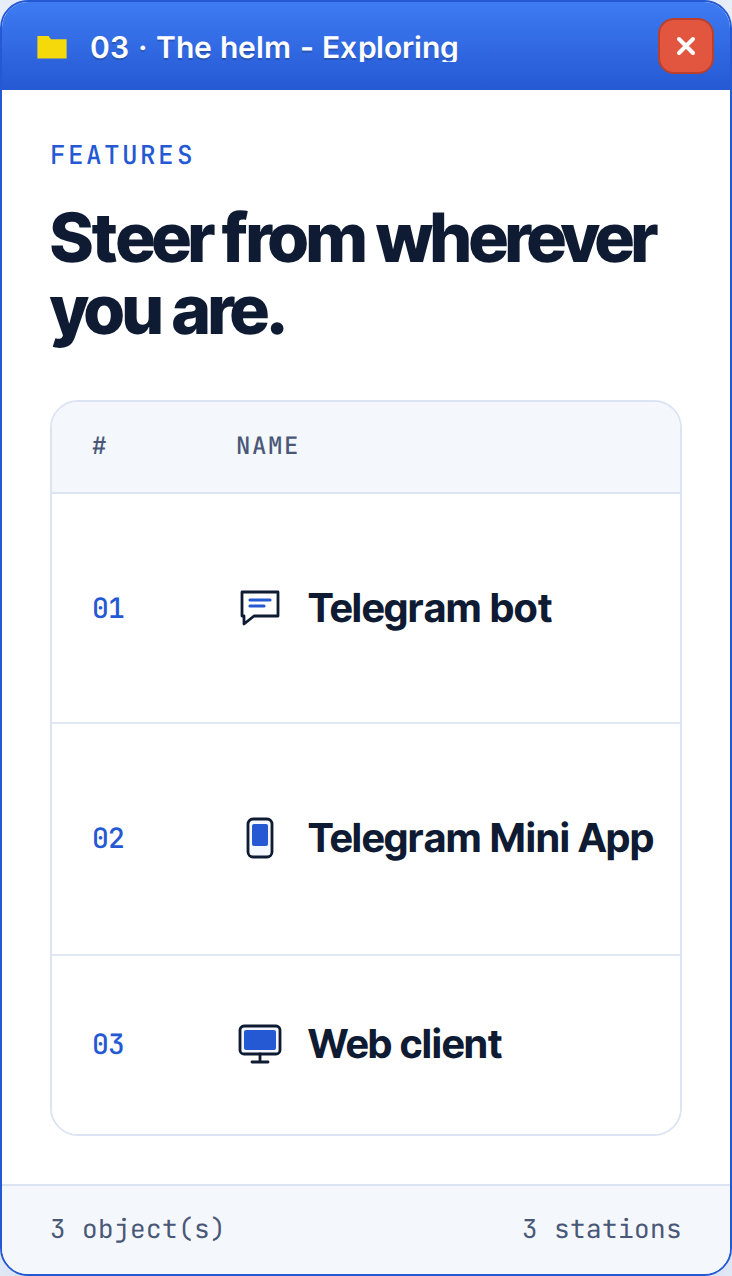 03 · The helm - Exploring
FEATURES
Steer from wherever
you are.
# NAME
01 Telegram bot
02 Telegram Mini App
03 Web client
3 object(s) 3 stations